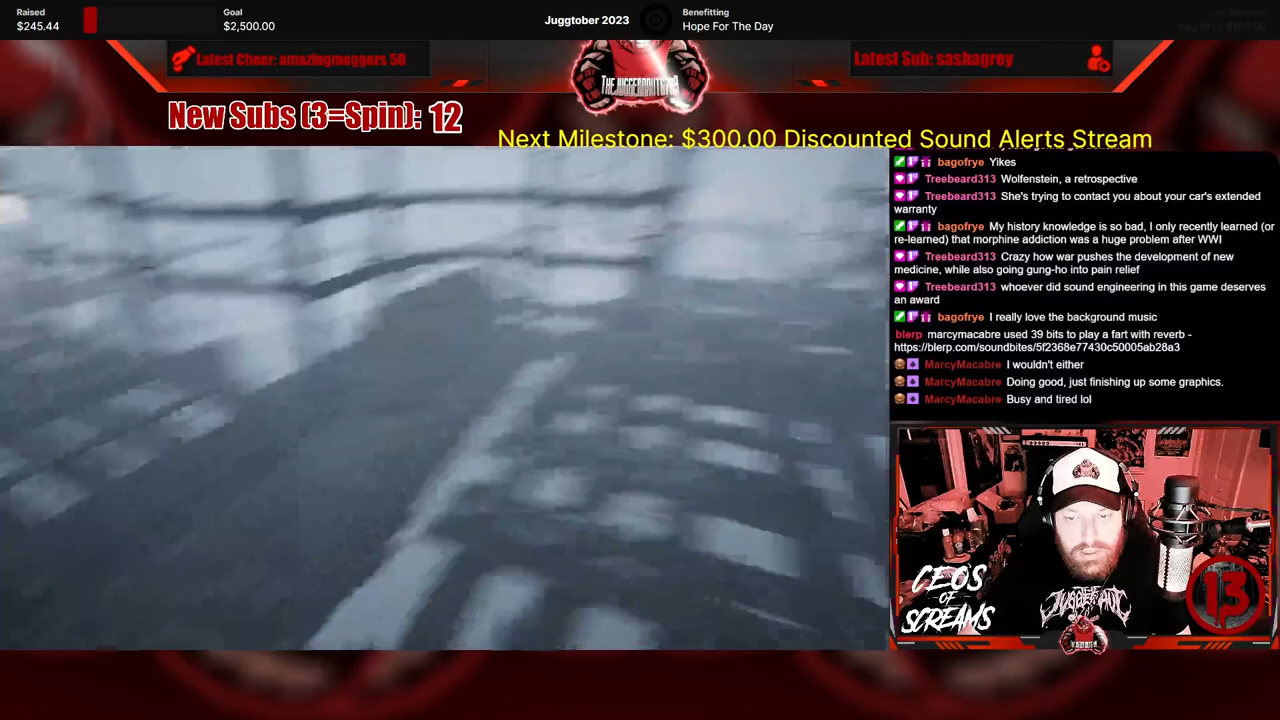 Raised
$245.44
Goal
$2,500.00
Juggtober 2023
Benefitting
Hope For The Day
Latest Cheer: amazingmoggers 50
THEJUGGERNAUTGTV
Latest Sub: sashagrey
New Subs (3=Spin): 12
Next Milestone: $300.00 Discounted Sound Alerts Stream
bagofrye Yikes
Treebeard313 Wolfenstein, a retrospective
Treebeard313 She's trying to contact you about your car's extended
warranty
bagofrye My history knowledge is so bad, I only recently learned (or
re-learned) that morphine addiction was a huge problem after WWI
Treebeard313 Crazy how war pushes the development of new
medicine, while also going gung-ho into pain relief
Treebeard313 whoever did sound engineering in this game deserves
an award
bagofrye I really love the background music
blerp marcymacabre used 39 bits to play a fart with reverb -
https://blerp.com/soundbites/5f2368e77430c50005ab28a3
MarcyMacabre I wouldn't either
MarcyMacabre Doing good, just finishing up some graphics.
MarcyMacabre Busy and tired lol
CEOS
OF
SCREAMS
13